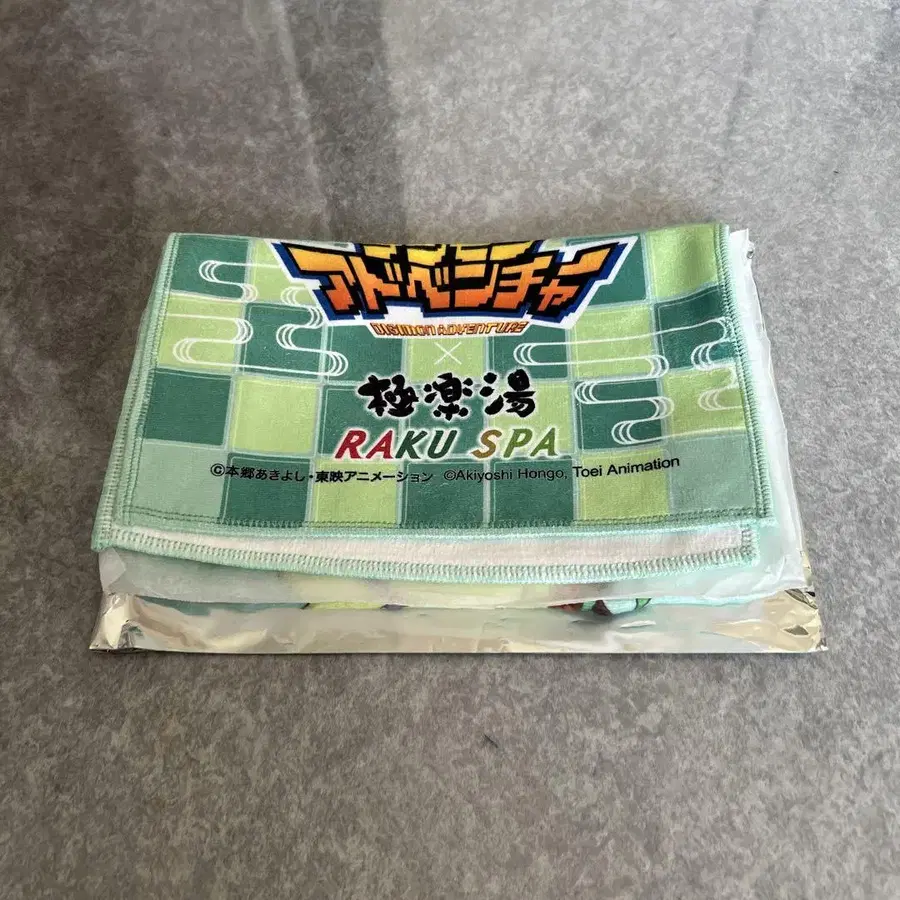 アドベンチャー
DIGIMON ADVENTURE
×
極楽湯
RAKU SPA
©本郷あきよし・東映アニメーション ©Akiyoshi Hongo, Toei Animation